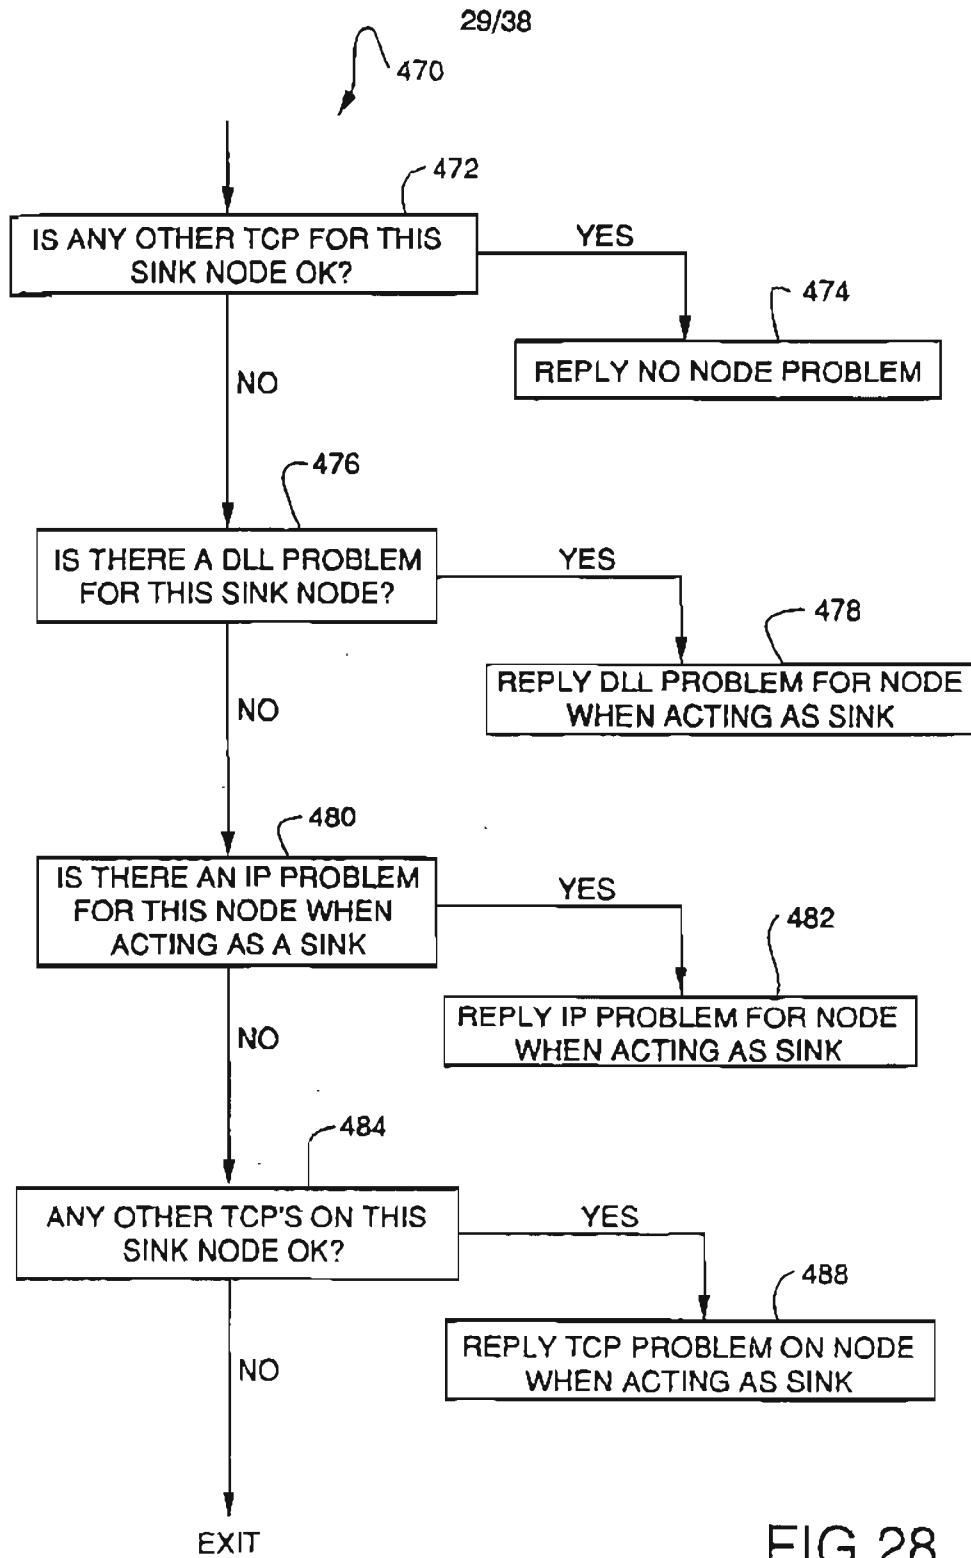 29/38
470
472
IS ANY OTHER TCP FOR THIS
SINK NODE OK?
YES
474
REPLY NO NODE PROBLEM
NO
476
IS THERE A DLL PROBLEM
FOR THIS SINK NODE?
YES
478
REPLY DLL PROBLEM FOR NODE
WHEN ACTING AS SINK
NO
480
IS THERE AN IP PROBLEM
FOR THIS NODE WHEN
ACTING AS A SINK
YES
482
REPLY IP PROBLEM FOR NODE
WHEN ACTING AS SINK
NO
484
ANY OTHER TCP'S ON THIS
SINK NODE OK?
YES
488
REPLY TCP PROBLEM ON NODE
WHEN ACTING AS SINK
NO
EXIT
FIG 28